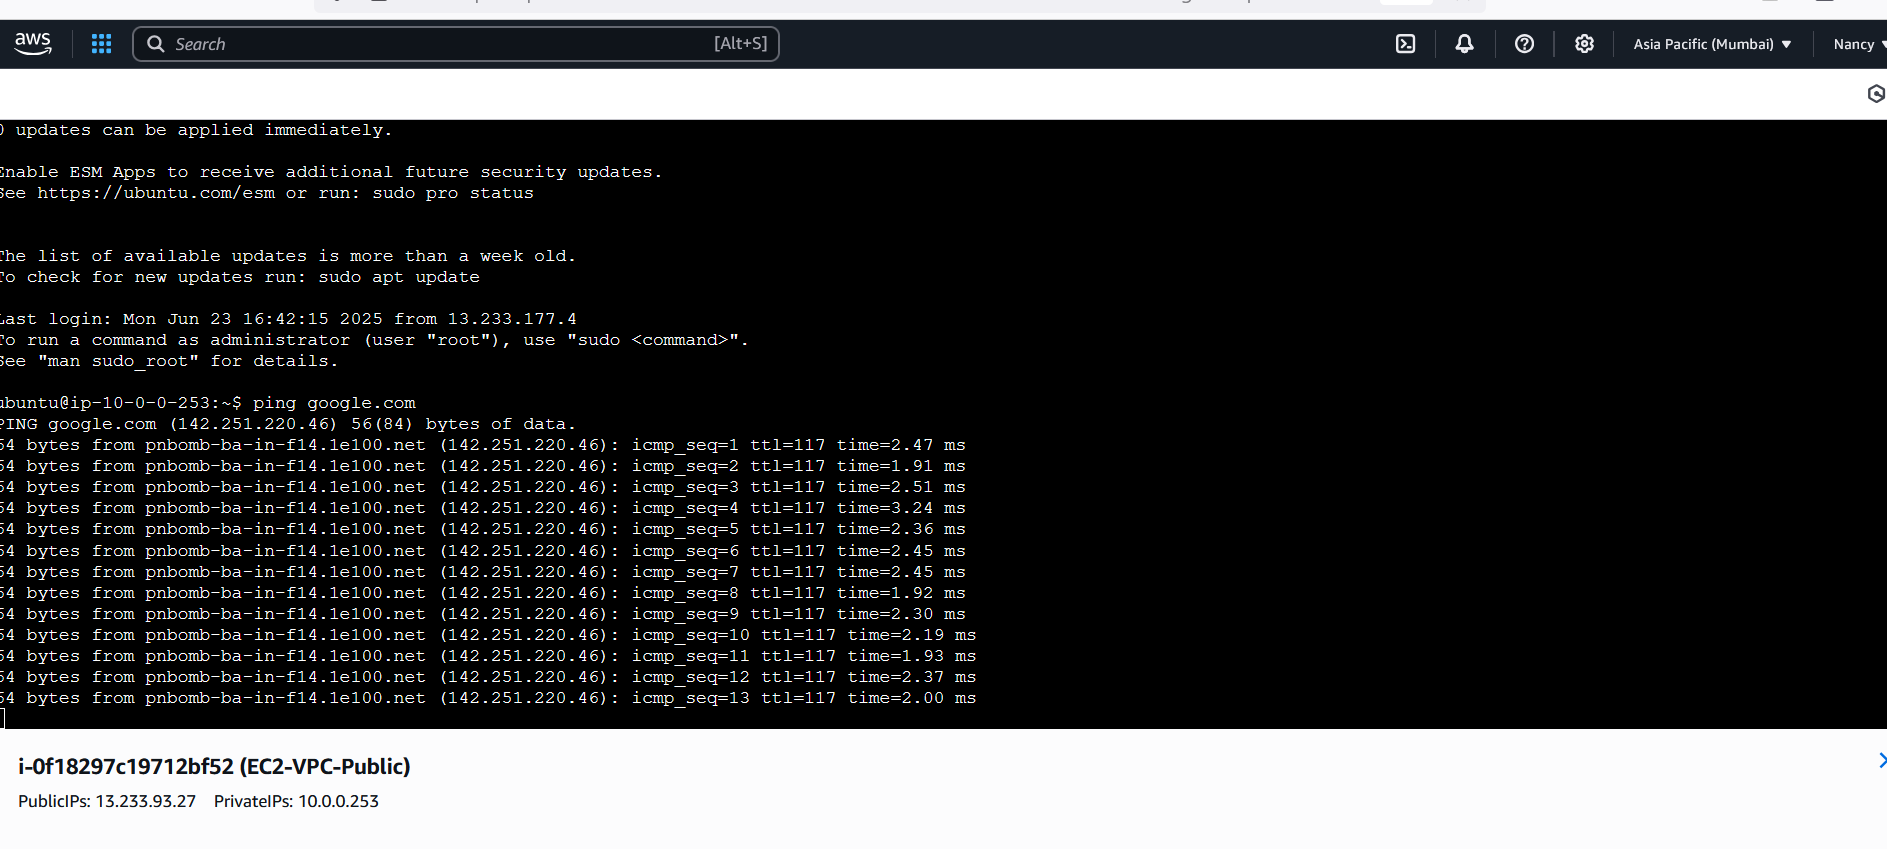 aws
Search [Alt+S] Asia Pacific (Mumbai) Nancy
updates can be applied immediately.
Enable ESM Apps to receive additional future security updates.
See https://ubuntu.com/esm or run: sudo pro status
The list of available updates is more than a week old.
To check for new updates run: sudo apt update
Last login: Mon Jun 23 16:42:15 2025 from 13.233.177.4
To run a command as administrator (user "root"), use "sudo <command>".
See "man sudo_root" for details.
ubuntu@ip-10-0-0-253:~$ ping google.com
PING google.com (142.251.220.46) 56(84) bytes of data.
64 bytes from pnbomb-ba-in-f14.1e100.net (142.251.220.46): icmp_seq=1 ttl=117 time=2.47 ms
64 bytes from pnbomb-ba-in-f14.1e100.net (142.251.220.46): icmp_seq=2 ttl=117 time=1.91 ms
64 bytes from pnbomb-ba-in-f14.1e100.net (142.251.220.46): icmp_seq=3 ttl=117 time=2.51 ms
64 bytes from pnbomb-ba-in-f14.1e100.net (142.251.220.46): icmp_seq=4 ttl=117 time=3.24 ms
64 bytes from pnbomb-ba-in-f14.1e100.net (142.251.220.46): icmp_seq=5 ttl=117 time=2.36 ms
64 bytes from pnbomb-ba-in-f14.1e100.net (142.251.220.46): icmp_seq=6 ttl=117 time=2.45 ms
64 bytes from pnbomb-ba-in-f14.1e100.net (142.251.220.46): icmp_seq=7 ttl=117 time=2.45 ms
64 bytes from pnbomb-ba-in-f14.1e100.net (142.251.220.46): icmp_seq=8 ttl=117 time=1.92 ms
64 bytes from pnbomb-ba-in-f14.1e100.net (142.251.220.46): icmp_seq=9 ttl=117 time=2.30 ms
64 bytes from pnbomb-ba-in-f14.1e100.net (142.251.220.46): icmp_seq=10 ttl=117 time=2.19 ms
64 bytes from pnbomb-ba-in-f14.1e100.net (142.251.220.46): icmp_seq=11 ttl=117 time=1.93 ms
64 bytes from pnbomb-ba-in-f14.1e100.net (142.251.220.46): icmp_seq=12 ttl=117 time=2.37 ms
64 bytes from pnbomb-ba-in-f14.1e100.net (142.251.220.46): icmp_seq=13 ttl=117 time=2.00 ms
i-0f18297c19712bf52 (EC2-VPC-Public)
PublicIPs: 13.233.93.27 PrivateIPs: 10.0.0.253